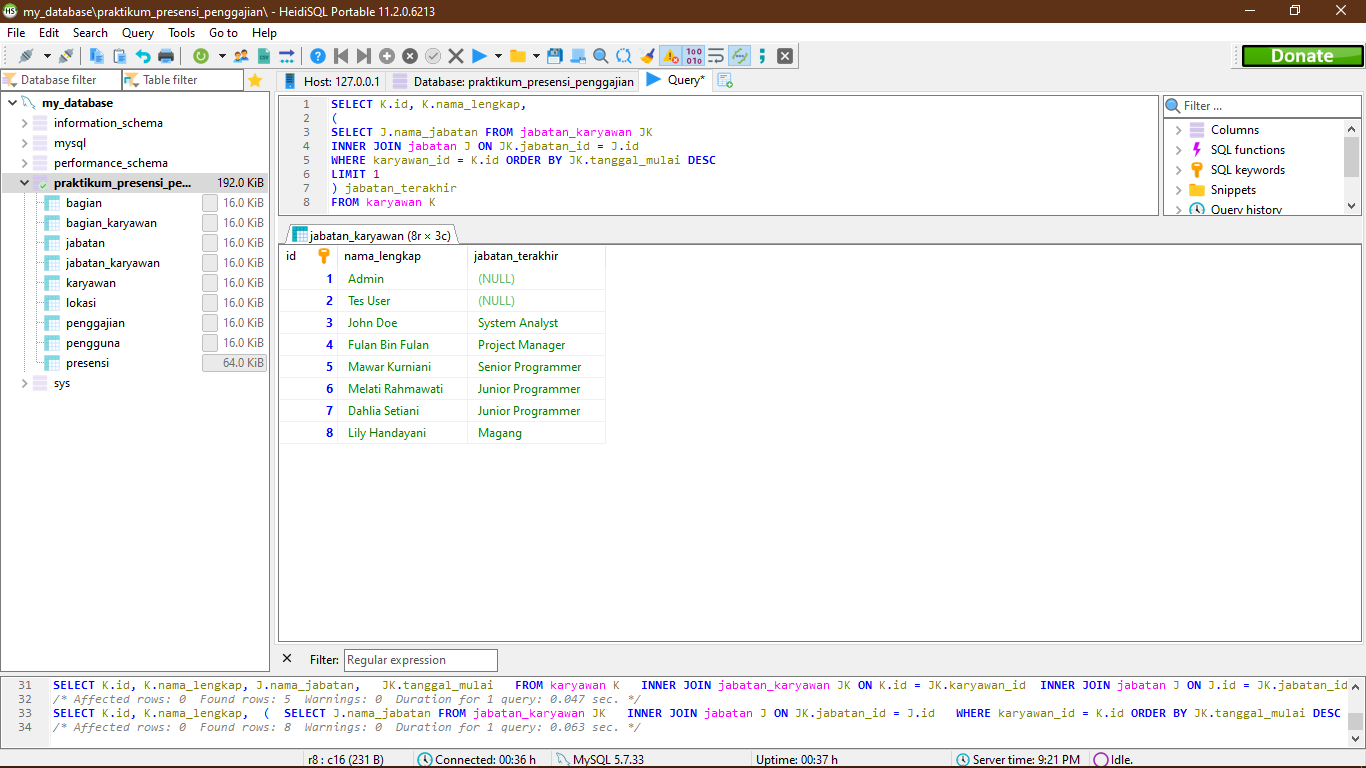 HS my_database\praktikum_presensi_penggajian\ - HeidiSQL Portable 11.2.0.6213
File Edit Search Query Tools Go to Help
Donate
Database filter Table filter
Host: 127.0.0.1 Database: praktikum_presensi_penggajian Query*
my_database
information_schema
mysql
performance_schema
praktikum_presensi_pe... 192.0 KiB
bagian 16.0 KiB
bagian_karyawan 16.0 KiB
jabatan 16.0 KiB
jabatan_karyawan 16.0 KiB
karyawan 16.0 KiB
lokasi 16.0 KiB
penggajian 16.0 KiB
pengguna 16.0 KiB
presensi 64.0 KiB
sys
1 SELECT K.id, K.nama_lengkap,
2 (
3 SELECT J.nama_jabatan FROM jabatan_karyawan JK
4 INNER JOIN jabatan J ON JK.jabatan_id = J.id
5 WHERE karyawan_id = K.id ORDER BY JK.tanggal_mulai DESC
6 LIMIT 1
7 ) jabatan_terakhir
8 FROM karyawan K
Filter ...
Columns
SQL functions
SQL keywords
Snippets
Query history
jabatan_karyawan (8r × 3c)
id nama_lengkap jabatan_terakhir
1 Admin (NULL)
2 Tes User (NULL)
3 John Doe System Analyst
4 Fulan Bin Fulan Project Manager
5 Mawar Kurniani Senior Programmer
6 Melati Rahmawati Junior Programmer
7 Dahlia Setiani Junior Programmer
8 Lily Handayani Magang
Filter: Regular expression
31 SELECT K.id, K.nama_lengkap, J.nama_jabatan, JK.tanggal_mulai FROM karyawan K INNER JOIN jabatan_karyawan JK ON K.id = JK.karyawan_id INNER JOIN jabatan J ON J.id = JK.jabatan_id
32 /* Affected rows: 0 Found rows: 5 Warnings: 0 Duration for 1 query: 0.047 sec. */
33 SELECT K.id, K.nama_lengkap, ( SELECT J.nama_jabatan FROM jabatan_karyawan JK INNER JOIN jabatan J ON JK.jabatan_id = J.id WHERE karyawan_id = K.id ORDER BY JK.tanggal_mulai DESC
34 /* Affected rows: 0 Found rows: 8 Warnings: 0 Duration for 1 query: 0.063 sec. */
r8 : c16 (231 B) Connected: 00:36 h MySQL 5.7.33 Uptime: 00:37 h Server time: 9:21 PM Idle.